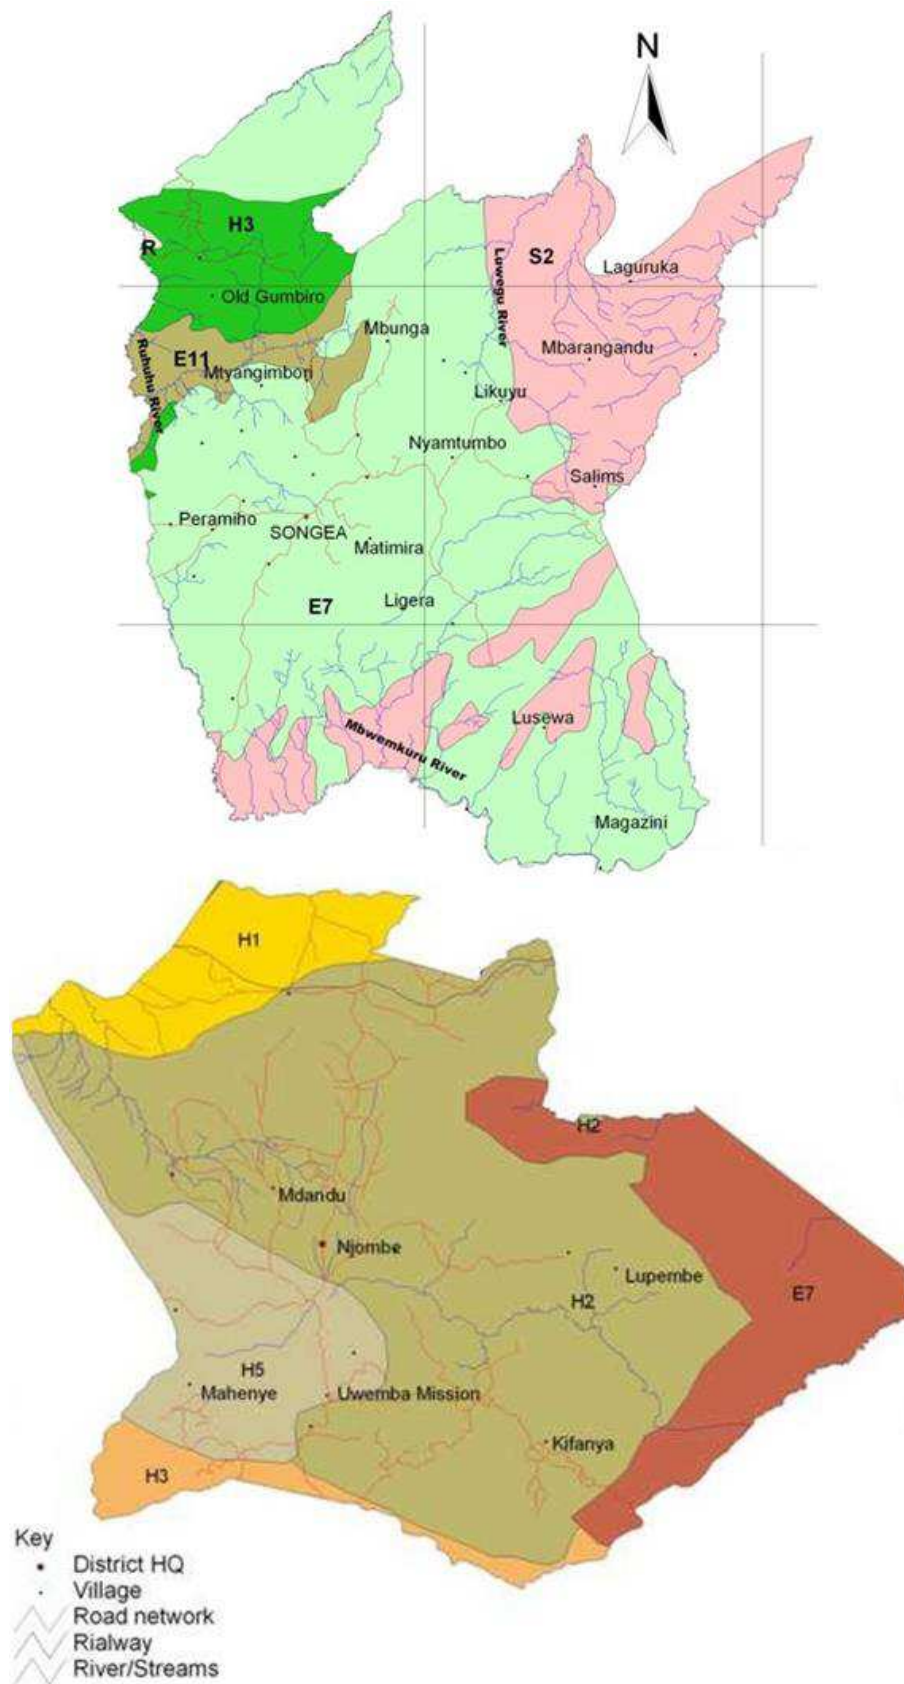 N
H3
R
S2
Luwegu River
Laguruka
Old Gumbiro
Mbunga
Ruhuhu River
E11
Mtyangimbori
Mbarangandu
Likuyu
Nyamtumbo
Salims
Peramiho
SONGEA
Matimira
E7
Ligera
Lusewa
Mbwemkuru River
Magazini
H1
H2
Mdandu
Njombe
Lupembe
E7
H2
H5
Mahenye
Uwemba Mission
Kifanya
H3
Key
District HQ
Village
Road network
Rialway
River/Streams